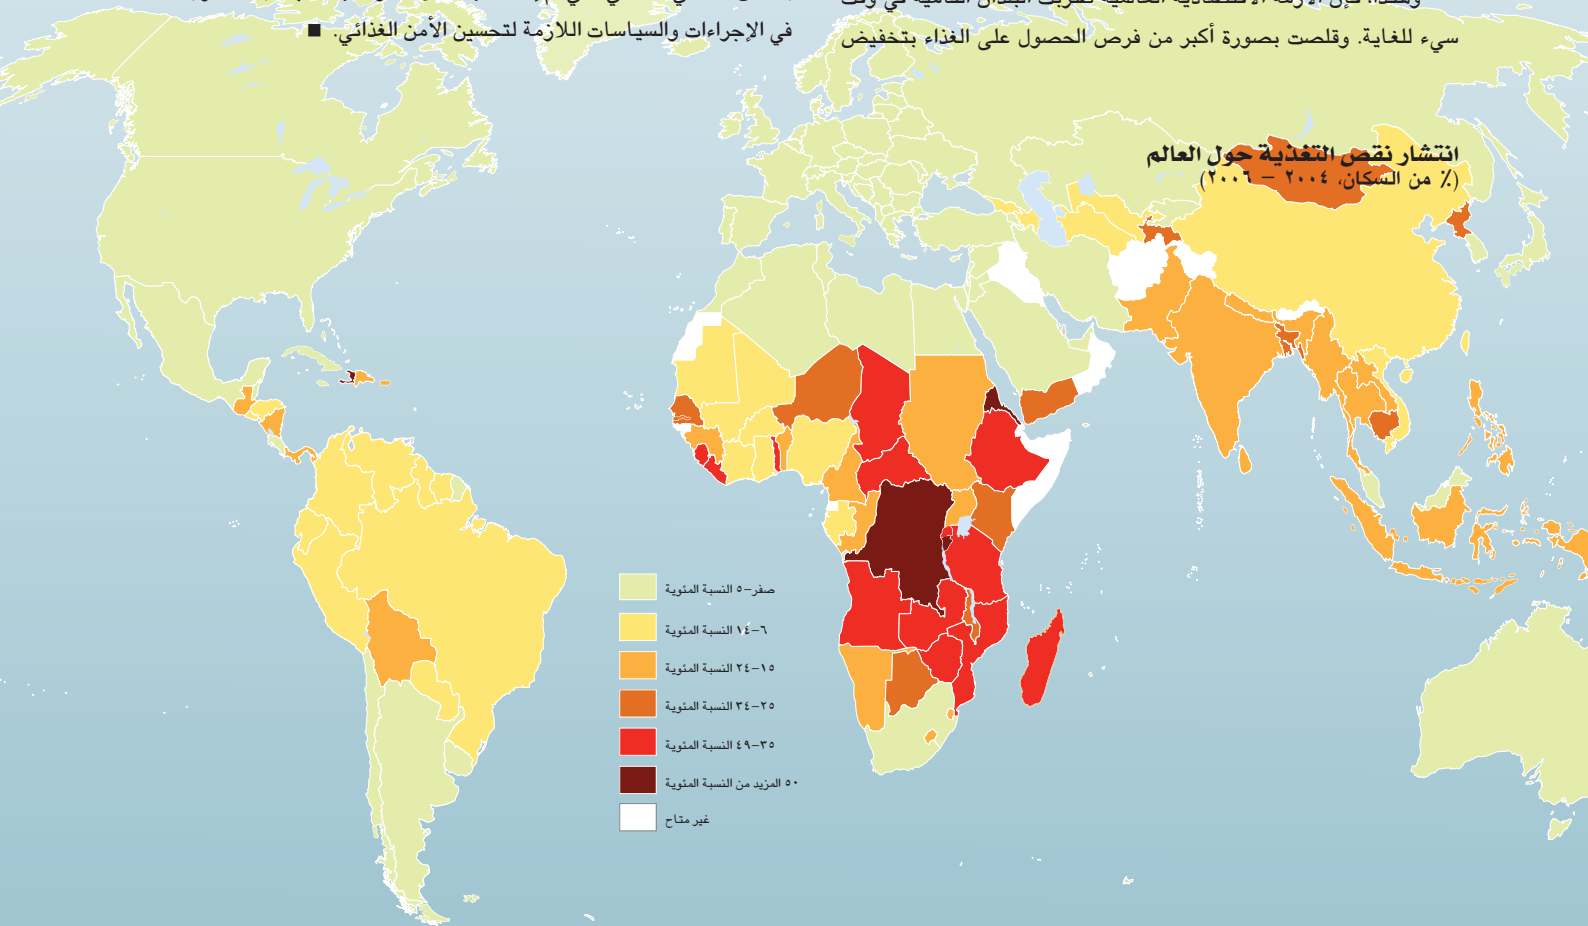 سيء للغاية. وقلصت بصورة أكبر من فرص الحصول على الغذاء بتخفيض
في الإجراءات والسياسات اللازمة لتحسين الأمن الغذائي. ■
انتشار نقص التغذية حول العالم
(٪ من السكان، ٢٠٠٤ – ٢٠٠٦)
صفر–٥ النسبة المئوية
٦–١٤ النسبة المئوية
١٥–٢٤ النسبة المئوية
٢٥–٣٤ النسبة المئوية
٣٥–٤٩ النسبة المئوية
٥٠ المزيد من النسبة المئوية
غير متاح